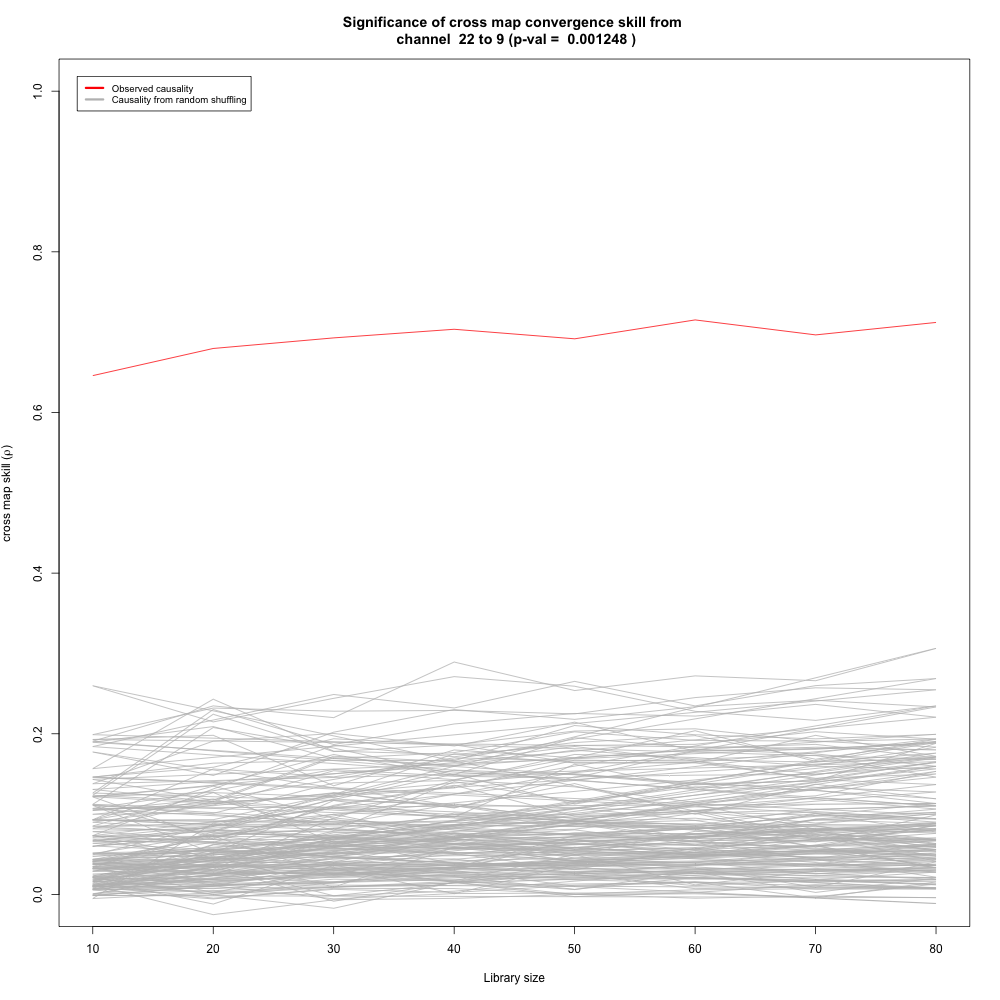 Significance of cross map convergence skill from
channel  22 to 9 (p-val =  0.001248 )
Observed causality
Causality from random shuffling
1.0
0.8
0.6
0.4
0.2
0.0
cross map skill (ρ)
10 20 30 40 50 60 70 80
Library size